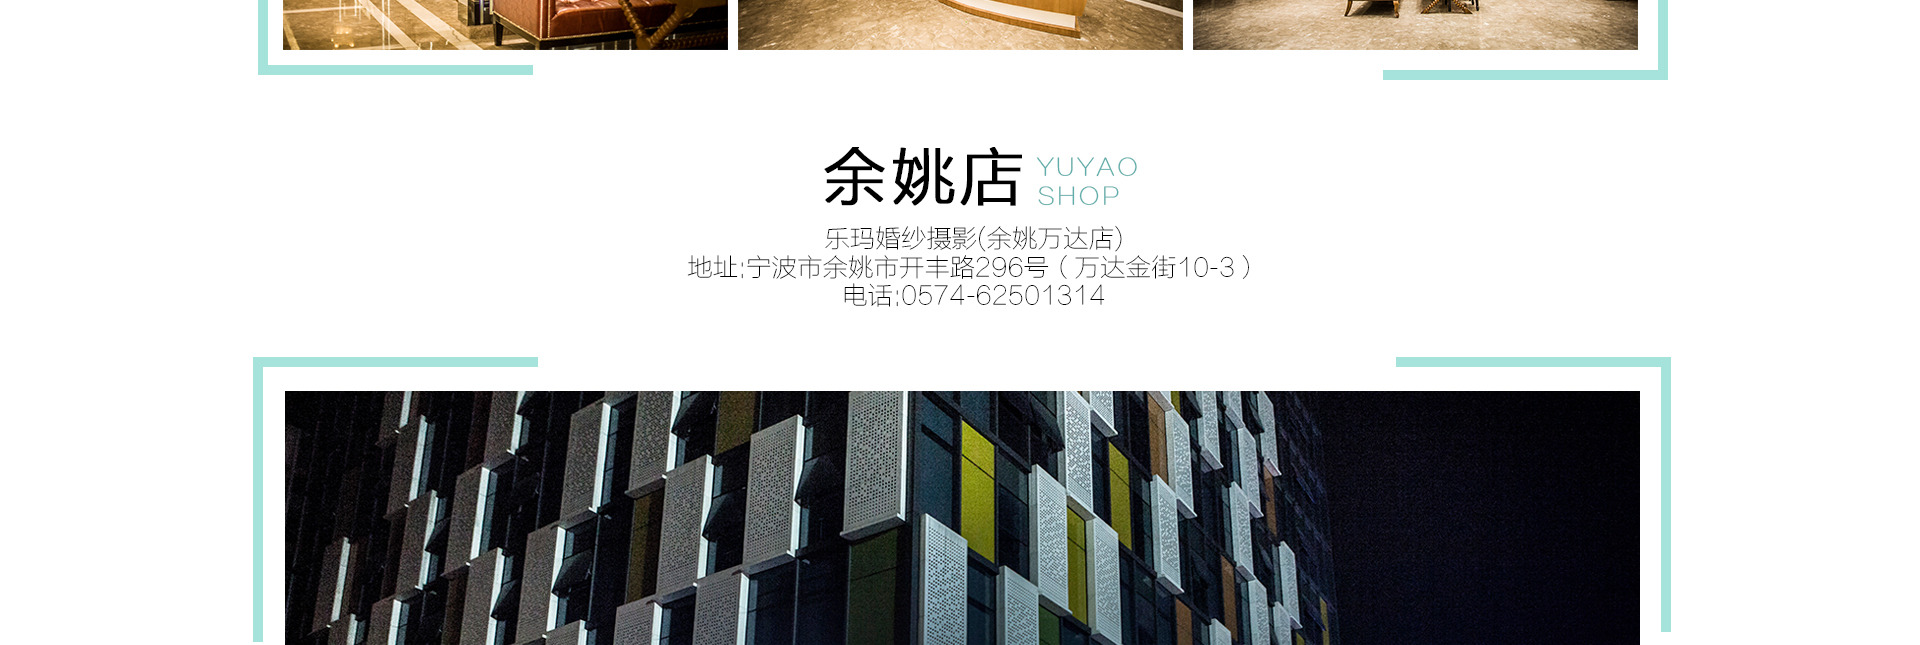 余姚店 YUYAO
SHOP
乐玛婚纱摄影(余姚万达店)
地址:宁波市余姚市开丰路296号（万达金街10-3）
电话:0574-62501314